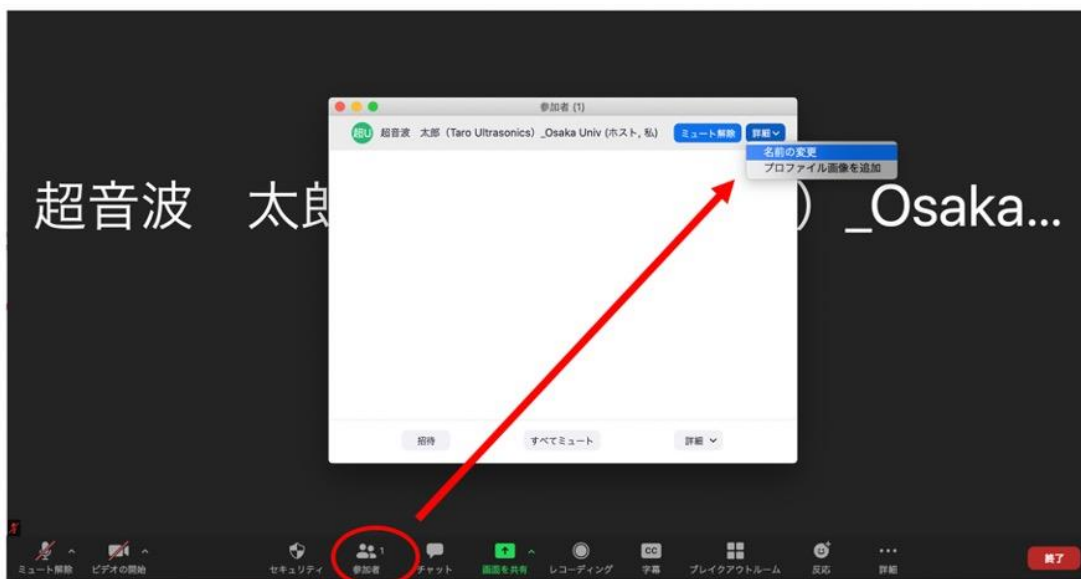 参加者 (1)
超U 超音波 太郎（Taro Ultrasonics）_Osaka Univ (ホスト, 私) ミュート解除 詳細
名前の変更
プロファイル画像を追加
超音波 太郎 ）_Osaka...
招待 すべてミュート 詳細
1
ミュート解除 ビデオの開始 セキュリティ 参加者 チャット 画面を共有 レコーディング CC 字幕 ブレイクアウトルーム 反応 詳細 終了